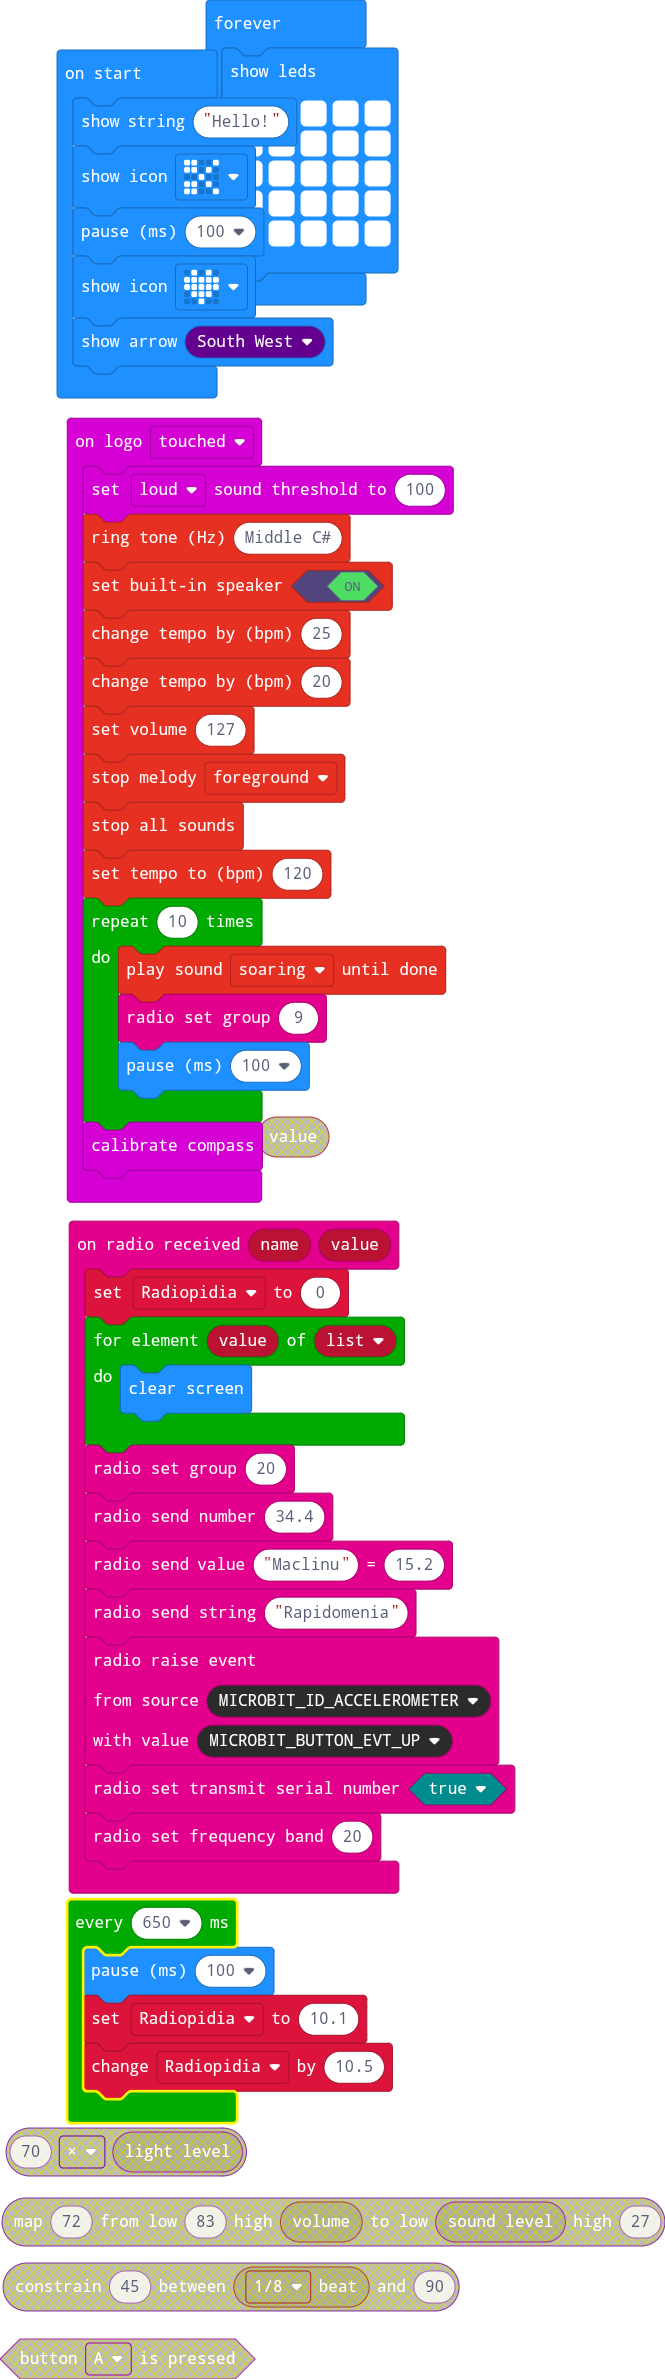 forever
show leds
on start
show string "Hello!"
show icon
pause (ms) 100
show icon
show arrow South West
on logo touched
set loud sound threshold to 100
ring tone (Hz) Middle C#
set built-in speaker ON
change tempo by (bpm) 25
change tempo by (bpm) 20
set volume 127
stop melody foreground
stop all sounds
set tempo to (bpm) 120
repeat 10 times
do
play sound soaring until done
radio set group 9
pause (ms) 100
value
calibrate compass
on radio received name value
set Radiopidia to 0
for element value of list
do
clear screen
radio set group 20
radio send number 34.4
radio send value "Maclinu" = 15.2
radio send string "Rapidomenia"
radio raise event
from source MICROBIT_ID_ACCELEROMETER
with value MICROBIT_BUTTON_EVT_UP
radio set transmit serial number true
radio set frequency band 20
every 650 ms
pause (ms) 100
set Radiopidia to 10.1
change Radiopidia by 10.5
70 × light level
map 72 from low 83 high volume to low sound level high 27
constrain 45 between 1/8 beat and 90
button A is pressed